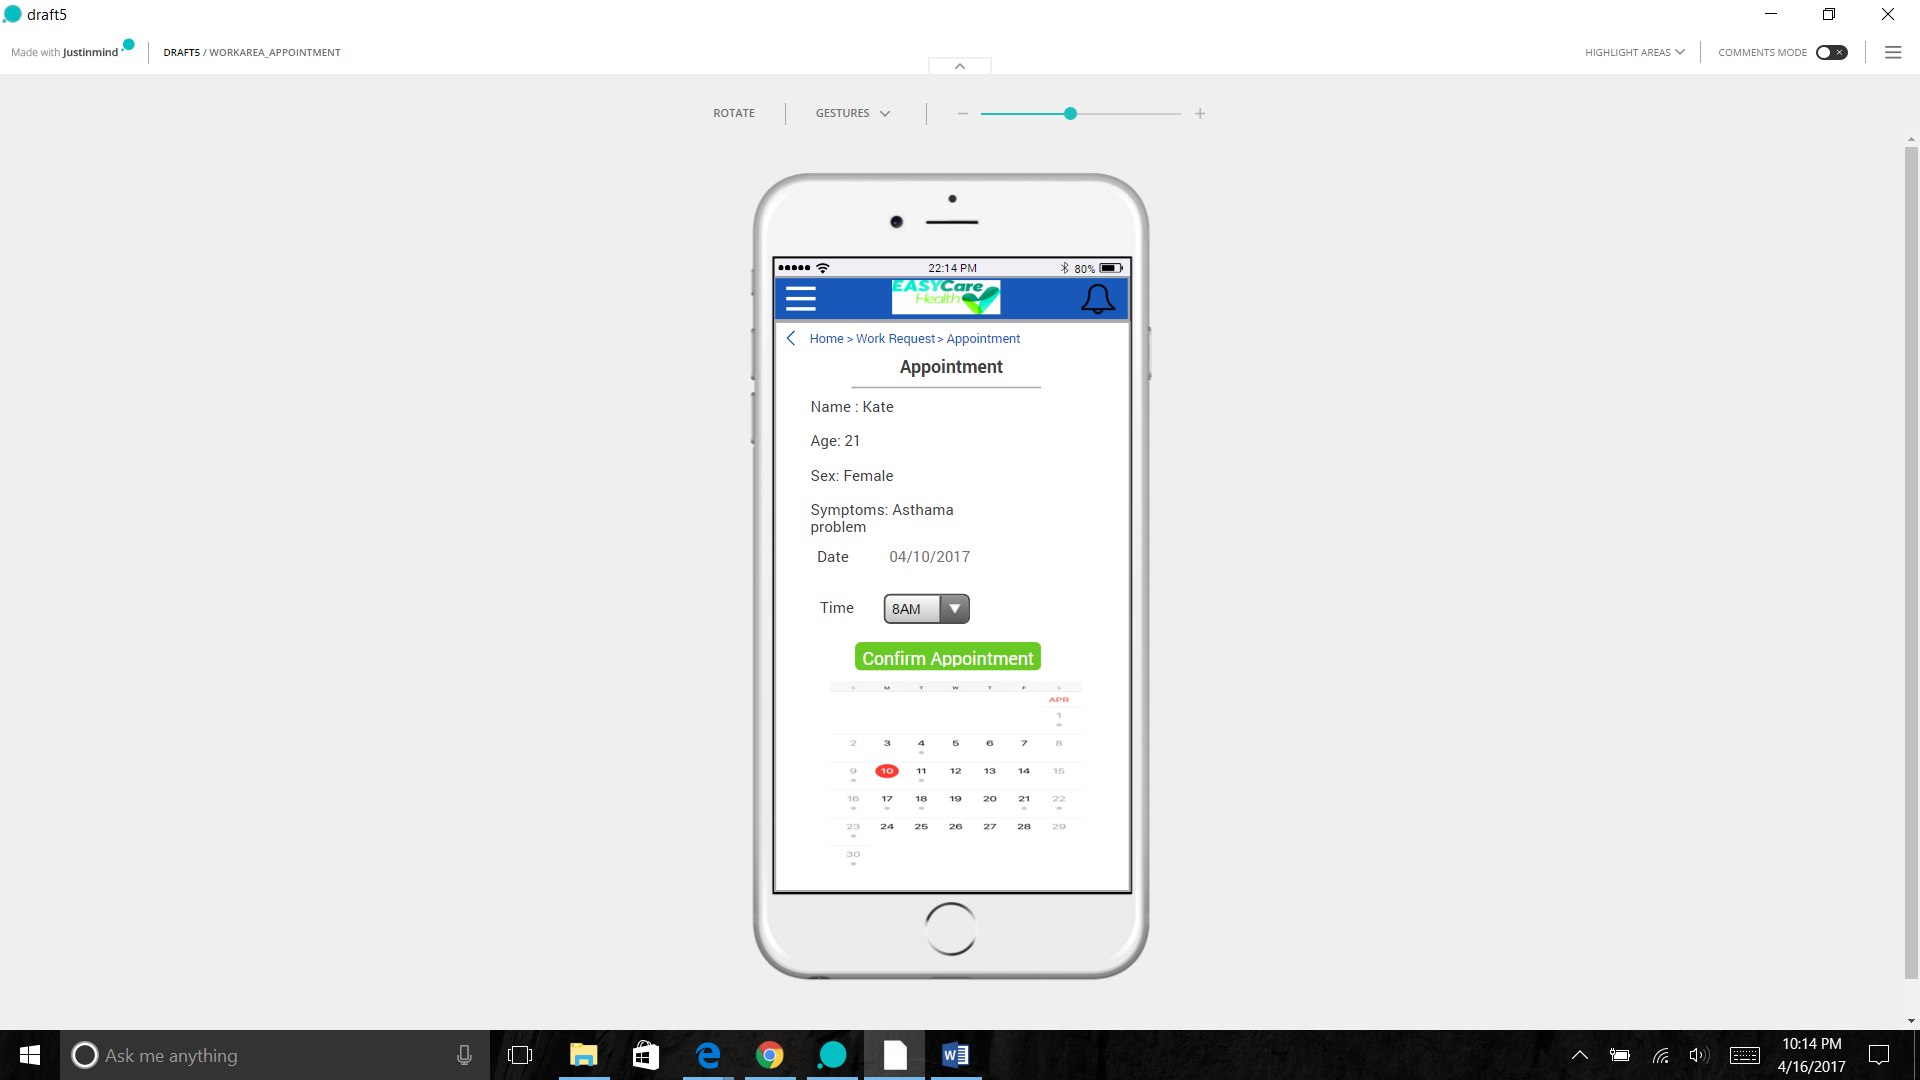 draft5
Made with Justinmind
DRAFT5 / WORKAREA_APPOINTMENT
HIGHLIGHT AREAS
COMMENTS MODE
ROTATE
GESTURES
22:14 PM
80%
EASYCare
Health
Home > Work Request > Appointment
Appointment
Name : Kate
Age: 21
Sex: Female
Symptoms: Asthama
problem
Date 04/10/2017
Time 8AM
Confirm Appointment
S M T W T F S
APR
1
2 3 4 5 6 7 8
9 10 11 12 13 14 15
16 17 18 19 20 21 22
23 24 25 26 27 28 29
30
Ask me anything
10:14 PM
4/16/2017